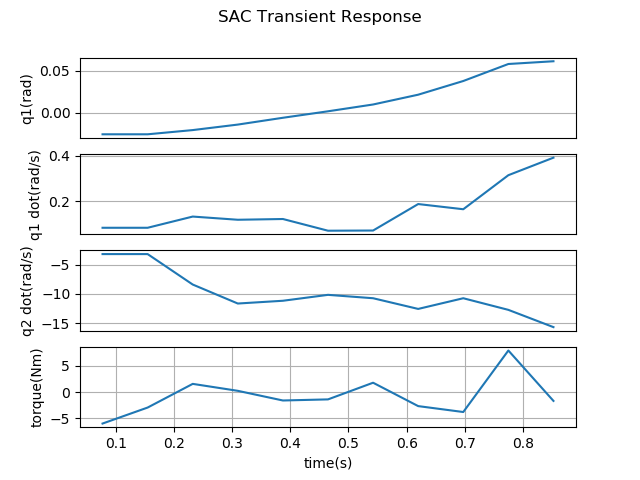 SAC Transient Response
q1(rad)
0.05
0.00
q1 dot(rad/s)
0.4
0.2
q2 dot(rad/s)
−5
−10
−15
torque(Nm)
5
0
−5
0.1 0.2 0.3 0.4 0.5 0.6 0.7 0.8
time(s)